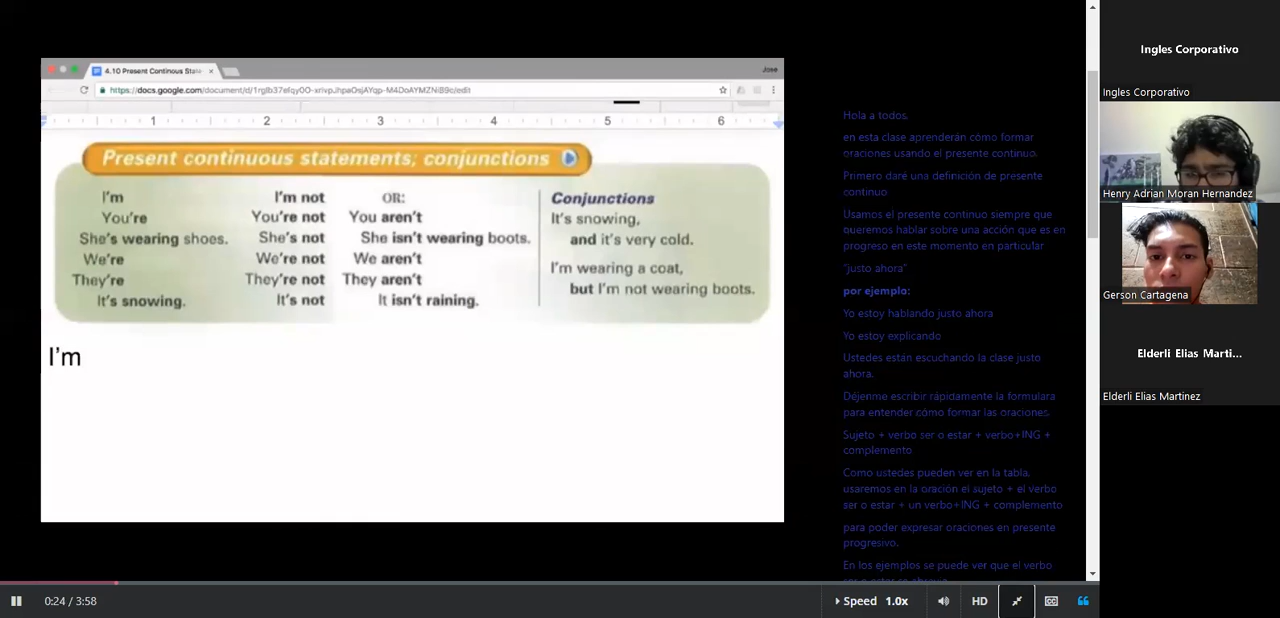 4.10 Present Continous State
Jose
https://docs.google.com/document/d/1rglb37elqy0O-xrivpJhpaOsjAYqp-M4DoAYMZNiB9c/edit
1 2 3 4 5 6
Present continuous statements; conjunctions
I'm I'm not OR: Conjunctions
You're You're not You aren't It's snowing,
She's wearing shoes. She's not She isn't wearing boots. and it's very cold.
We're We're not We aren't I'm wearing a coat,
They're They're not They aren't but I'm not wearing boots.
It's snowing. It's not It isn't raining.
I'm
Hola a todos,
en esta clase aprenderán cómo formar
oraciones usando el presente continuo.
Primero daré una definición de presente
continuo
Usamos el presente continuo siempre que
queremos hablar sobre una acción que es en
progreso en este momento en particular
"justo ahora"
por ejemplo:
Yo estoy hablando justo ahora
Yo estoy explicando
Ustedes están escuchando la clase justo
ahora.
Déjenme escribir rápidamente la formulara
para entender cómo formar las oraciones.
Sujeto + verbo ser o estar + verbo+ING +
complemento
Como ustedes pueden ver en la tabla,
usaremos en la oración el sujeto + el verbo
ser o estar + un verbo+ING + complemento
para poder expresar oraciones en presente
progresivo.
En los ejemplos se puede ver que el verbo
ser o estar se abrevia
0:24 / 3:58
Speed 1.0x
HD
CC
Ingles Corporativo
Ingles Corporativo
Henry Adrian Moran Hernandez
Gerson Cartagena
Elderli Elias Marti...
Elderli Elias Martinez